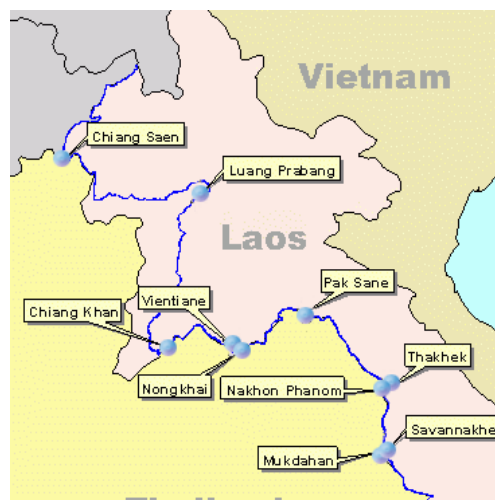 Vietnam
Chiang Saen
Luang Prabang
Laos
Pak Sane
Vientiane
Chiang Khan
Thakhek
Nongkhai
Nakhon Phanom
Savannakhe
Mukdahan